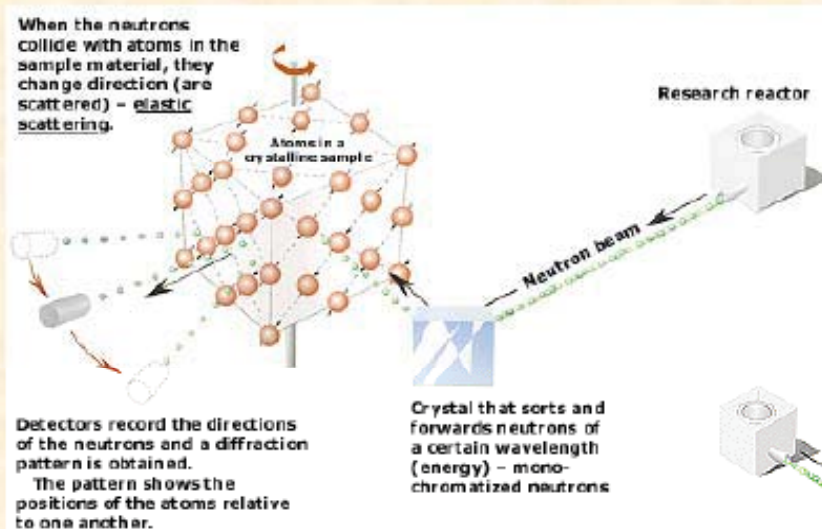 When the neutrons
collide with atoms in the
sample material, they
change direction (are
scattered) – elastic
scattering.
Atoms in a
crystalline sample
Research reactor
Neutron beam
Detectors record the directions
of the neutrons and a diffraction
pattern is obtained.
The pattern shows the
positions of the atoms relative
to one another.
Crystal that sorts and
forwards neutrons of
a certain wavelength
(energy) – mono-
chromatized neutrons